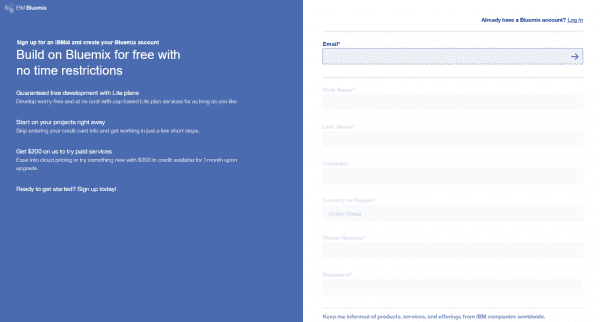 IBM Bluemix
Sign up for an IBMid and create your Bluemix account
Build on Bluemix for free with
no time restrictions
Guaranteed free development with Lite plans
Develop worry-free and at no cost with cap based Lite plan services for as long as you like.
Start on your projects right away
Skip entering your credit card info and get working in just a few short steps.
Get $200 on us to try paid services
Ease into cloud pricing or try something new with $200 in credit available for 1 month upon
upgrade.
Ready to get started? Sign up today!
Already have a Bluemix account? Log in
Email*
First Name*
Last Name*
Company
Country or Region*
United States
Phone Number*
Password*
Keep me informed of products, services, and offerings from IBM companies worldwide.